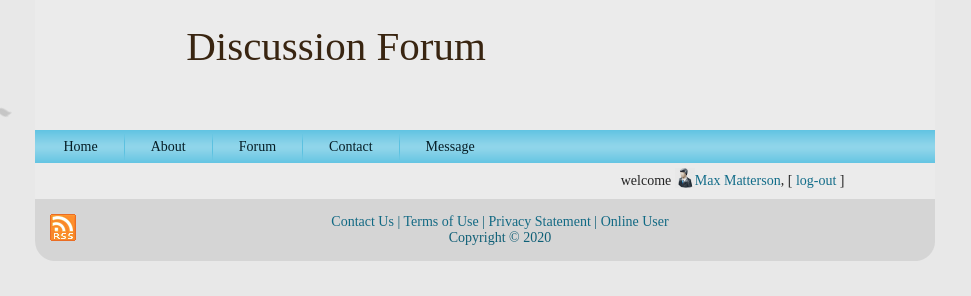 Discussion Forum
Home About Forum Contact Message
welcome Max Matterson, [ log-out ]
RSS
Contact Us | Terms of Use | Privacy Statement | Online User
Copyright © 2020